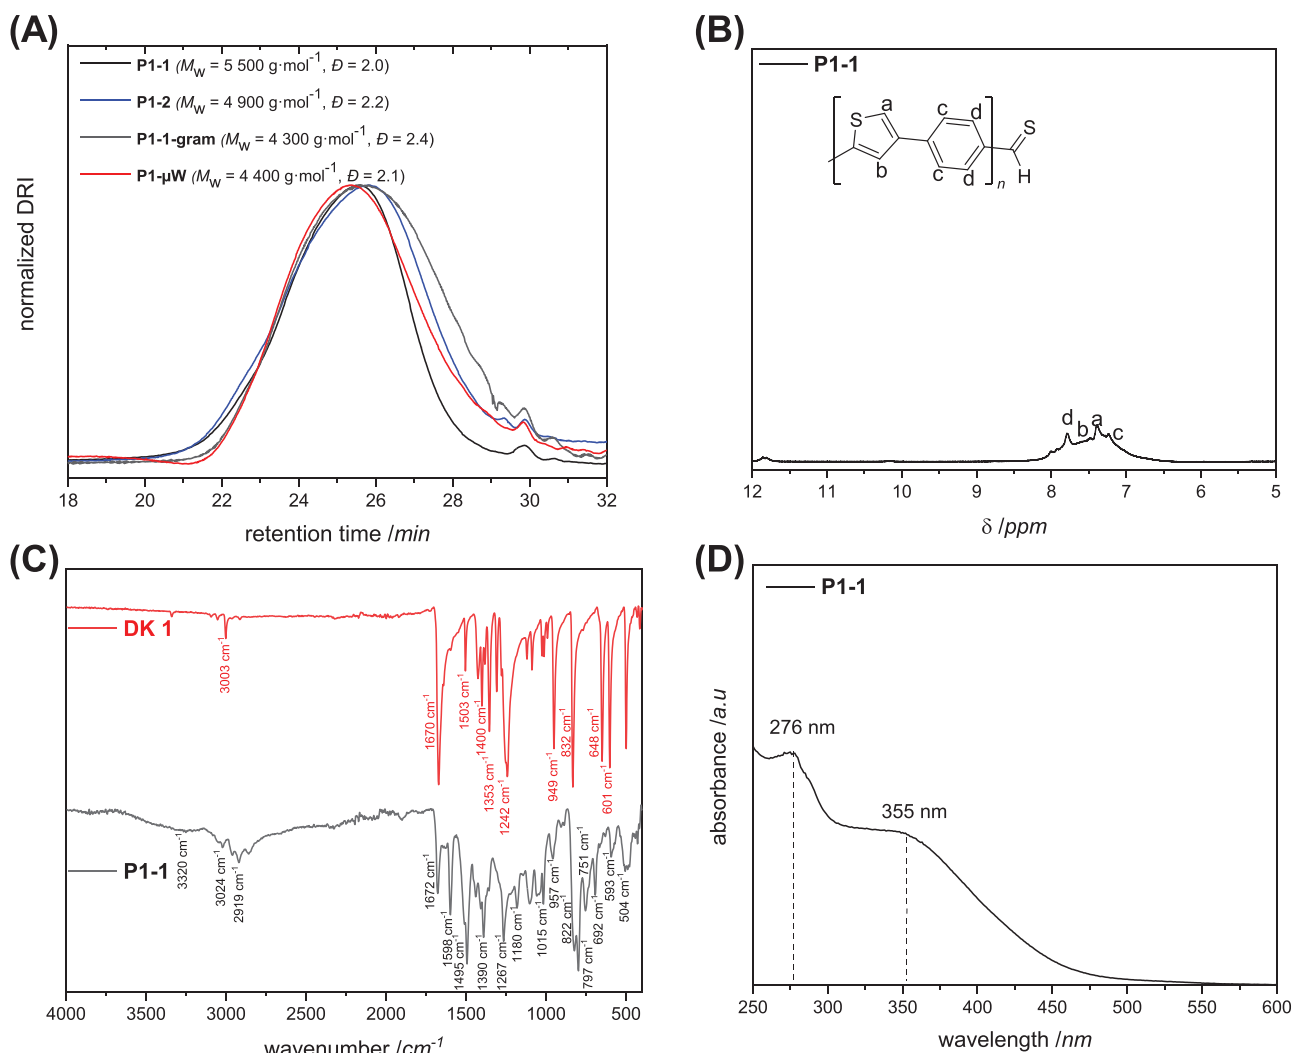 (A)
P1-1 (Mw = 5 500 g·mol-1, Đ = 2.0)
P1-2 (Mw = 4 900 g·mol-1, Đ = 2.2)
P1-1-gram (Mw = 4 300 g·mol-1, Đ = 2.4)
P1-µW (Mw = 4 400 g·mol-1, Đ = 2.1)
normalized DRI
18 20 22 24 26 28 30 32
retention time /min
(B)
P1-1
a c d S
S
b c d n H
d b a c
12 11 10 9 8 7 6 5
δ /ppm
(C)
DK 1
3003 cm-1
1670 cm-1
1503 cm-1
1400 cm-1
1353 cm-1
1242 cm-1
949 cm-1
832 cm-1
648 cm-1
601 cm-1
P1-1
3320 cm-1
3024 cm-1
2919 cm-1
1672 cm-1
1598 cm-1
1495 cm-1
1390 cm-1
1267 cm-1
1180 cm-1
1015 cm-1
957 cm-1
822 cm-1
797 cm-1
751 cm-1
692 cm-1
593 cm-1
504 cm-1
4000 3500 3000 2500 2000 1500 1000 500
wavenumber /cm-1
(D)
P1-1
276 nm
355 nm
absorbance /a.u
250 300 350 400 450 500 550 600
wavelength /nm